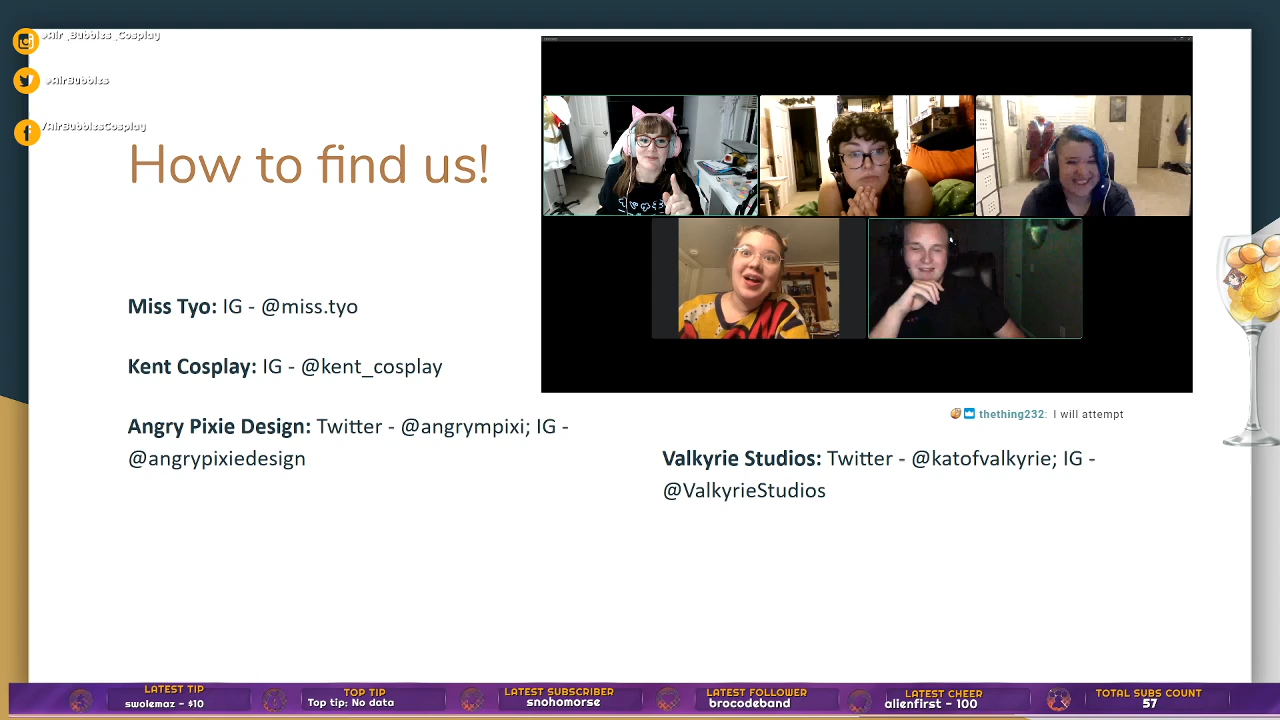 @Air_Bubbles_Cosplay
@AirBubbles
/AirBubblesCosplay
How to find us!
Miss Tyo: IG - @miss.tyo
Kent Cosplay: IG - @kent_cosplay
Angry Pixie Design: Twitter - @angrympixi; IG -
@angrypixiedesign
thething232: I will attempt
Valkyrie Studios: Twitter - @katofvalkyrie; IG -
@ValkyrieStudios
LATEST TIP
swolemaz - $10
TOP TIP
Top tip: No data
LATEST SUBSCRIBER
snohomorse
LATEST FOLLOWER
brocodeband
LATEST CHEER
alienfirst - 100
TOTAL SUBS COUNT
57